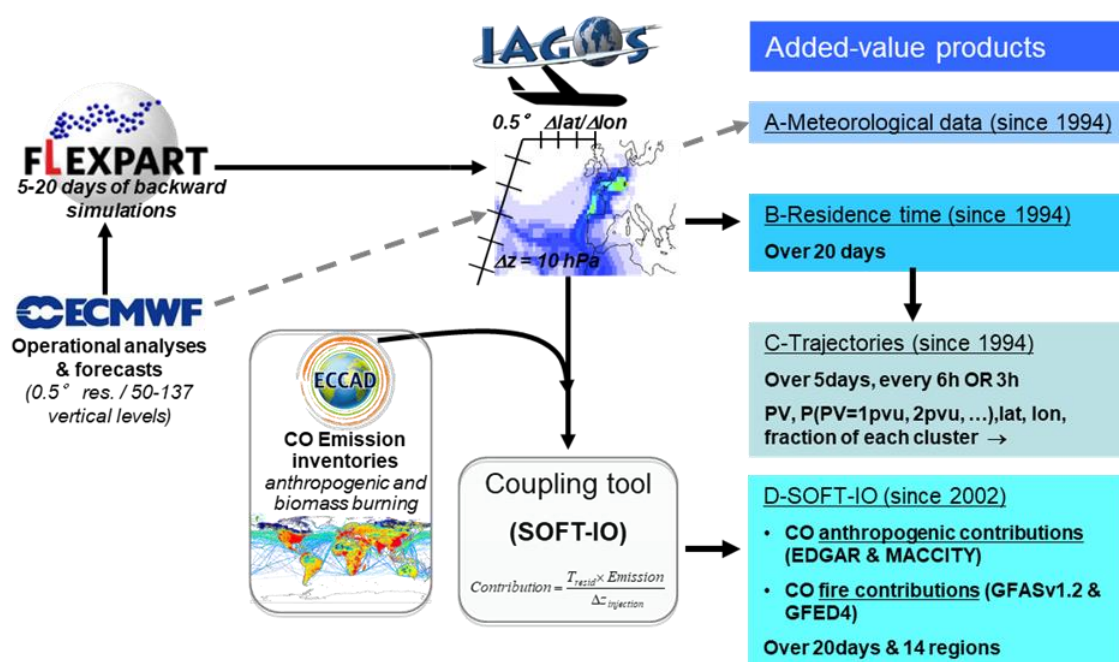 IAGOS
0.5° Δlat/Δlon
Δz = 10 hPa
FLEXPART
5-20 days of backward
simulations
ECMWF
Operational analyses
& forecasts
(0.5° res. / 50-137
vertical levels)
ECCAD
CO Emission
inventories
anthropogenic and
biomass burning
Coupling tool
(SOFT-IO)
Contribution = T_resid × Emission / Δz_injection
Added-value products
A-Meteorological data (since 1994)
B-Residence time (since 1994)
Over 20 days
C-Trajectories (since 1994)
Over 5days, every 6h OR 3h
PV, P(PV=1pvu, 2pvu, …),lat, lon,
fraction of each cluster →
D-SOFT-IO (since 2002)
• CO anthropogenic contributions
(EDGAR & MACCITY)
• CO fire contributions (GFASv1.2 &
GFED4)
Over 20days & 14 regions